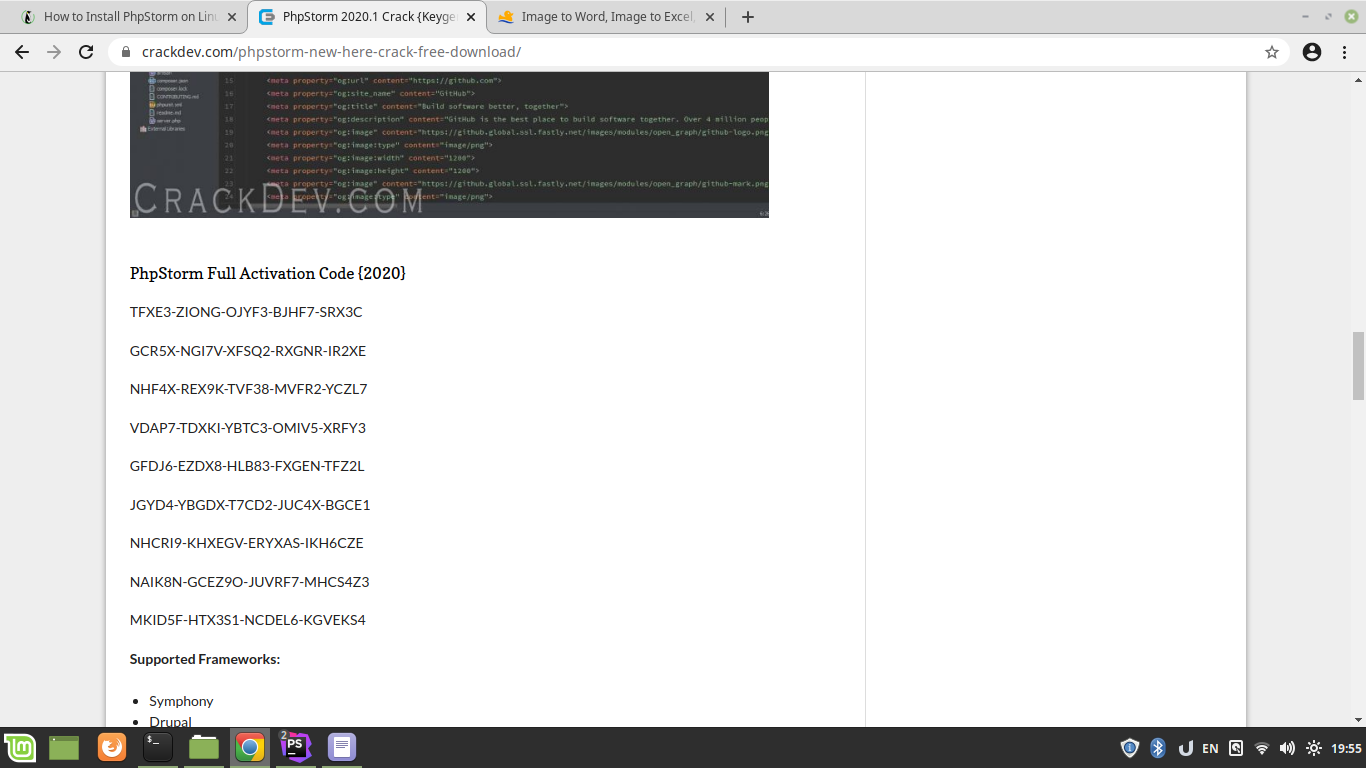 How to Install PhpStorm on Linu
PhpStorm 2020.1 Crack {Keyge
Image to Word, Image to Excel,
crackdev.com/phpstorm-new-here-crack-free-download/
composer.json
composer.lock
CONTRIBUTING.md
phpunit.xml
readme.md
server.php
External Libraries
15 <meta property="og:url" content="https://github.com">
16 <meta property="og:site_name" content="GitHub">
17 <meta property="og:title" content="Build software better, together">
18 <meta property="og:description" content="GitHub is the best place to build software together. Over 4 million peop
19 <meta property="og:image" content="https://github.global.ssl.fastly.net/images/modules/open_graph/github-logo.png
20 <meta property="og:image:type" content="image/png">
21 <meta property="og:image:width" content="1200">
22 <meta property="og:image:height" content="1200">
23 <meta property="og:image" content="https://github.global.ssl.fastly.net/images/modules/open_graph/github-mark.png
24 <meta property="og:image:type" content="image/png">
CRACKDEV.COM
PhpStorm Full Activation Code {2020}
TFXE3-ZIONG-OJYF3-BJHF7-SRX3C
GCR5X-NGI7V-XFSQ2-RXGNR-IR2XE
NHF4X-REX9K-TVF38-MVFR2-YCZL7
VDAP7-TDXKI-YBTC3-OMIV5-XRFY3
GFDJ6-EZDX8-HLB83-FXGEN-TFZ2L
JGYD4-YBGDX-T7CD2-JUC4X-BGCE1
NHCRI9-KHXEGV-ERYXAS-IKH6CZE
NAIK8N-GCEZ9O-JUVRF7-MHCS4Z3
MKID5F-HTX3S1-NCDEL6-KGVEKS4
Supported Frameworks:
Symphony
Drupal
2
PS
EN
19:55